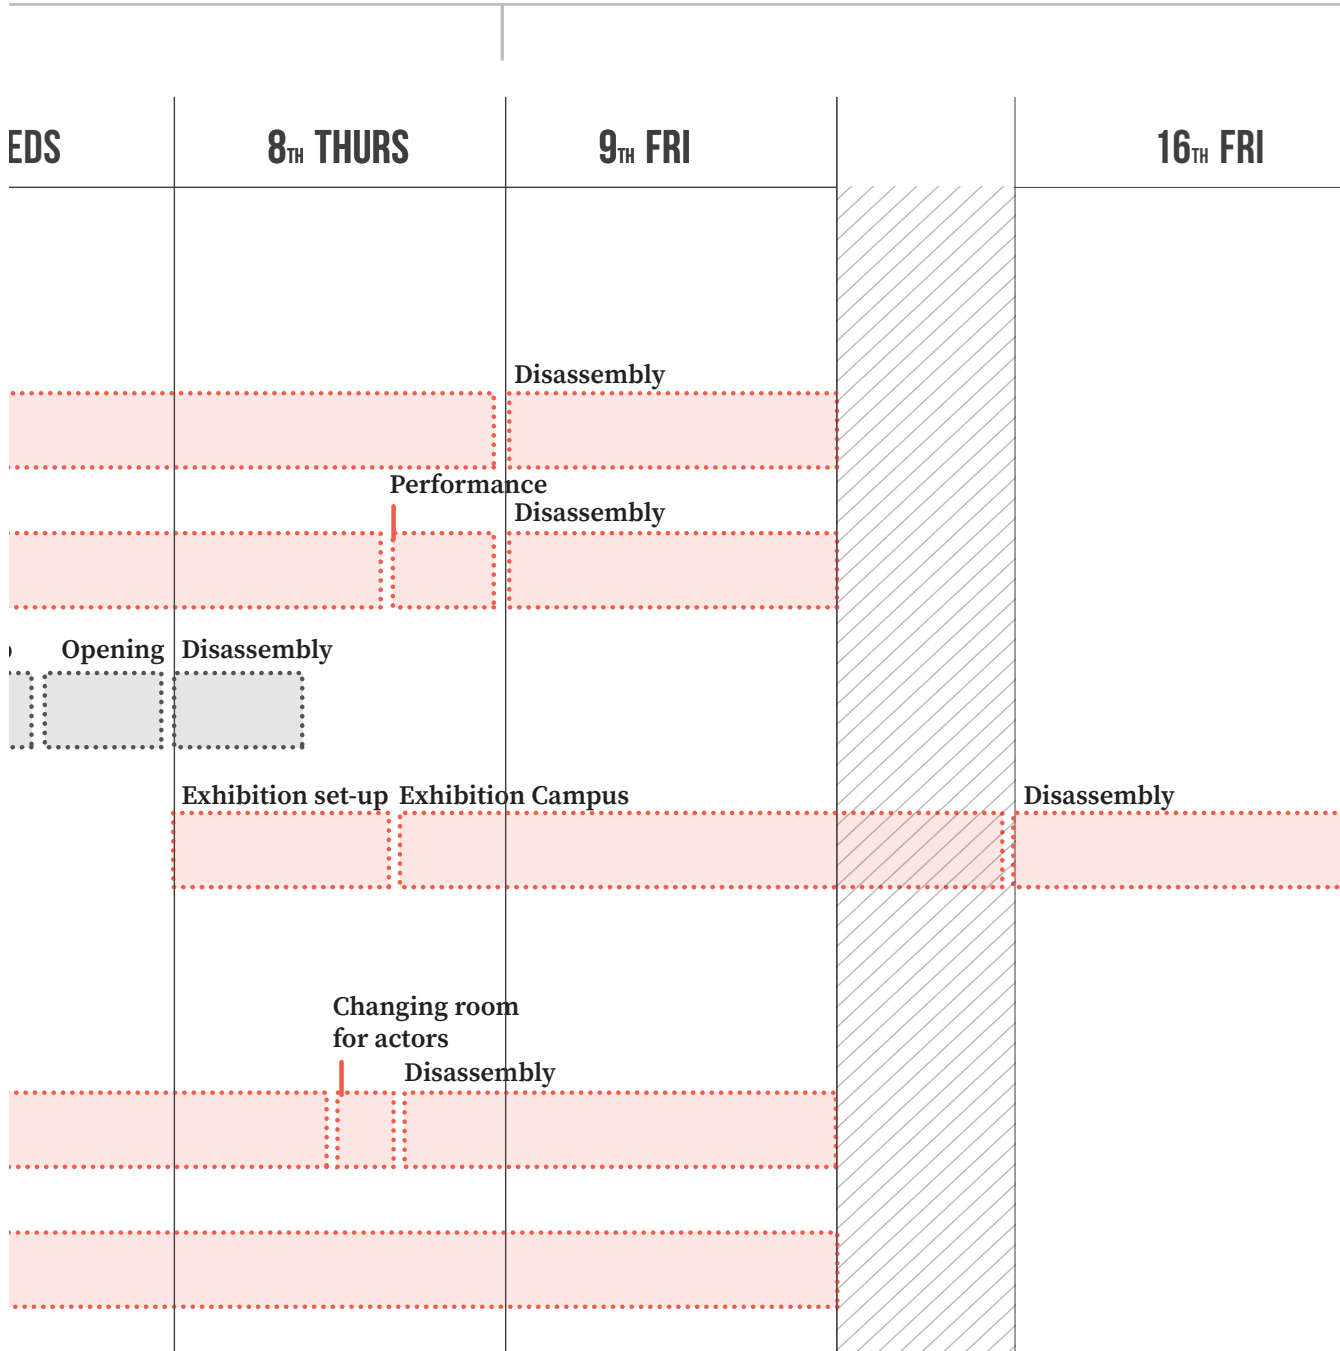 EDS
8TH THURS
9TH FRI
16TH FRI
Disassembly
Performance
Disassembly
Opening
Disassembly
Exhibition set-up
Exhibition Campus
Disassembly
Changing room
for actors
Disassembly